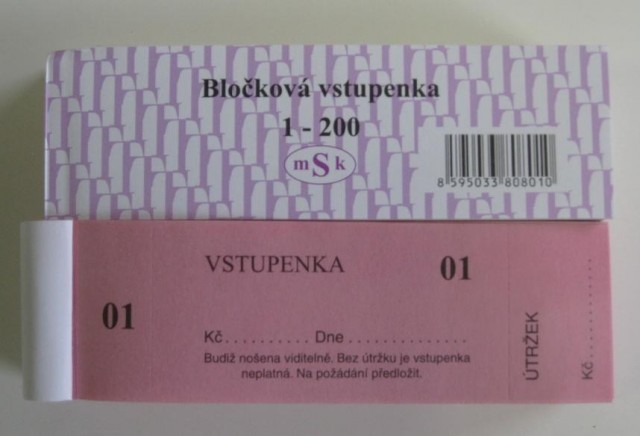 Bločková vstupenka
1 - 200
mSk
8 595033 808010
VSTUPENKA
01
01
Kč.......... Dne ..............
Budiž nošena viditelně. Bez útržku je vstupenka
neplatná. Na požádání předložit.
ÚTRŽEK
Kč...........